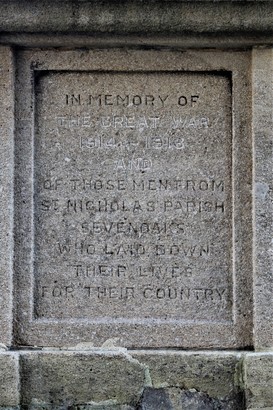 IN MEMORY OF
THE GREAT WAR
1914 - 1918
AND
OF THOSE MEN FROM
ST NICHOLAS PARISH
SEVENOAKS
WHO LAID DOWN
THEIR LIVES
FOR THEIR COUNTRY